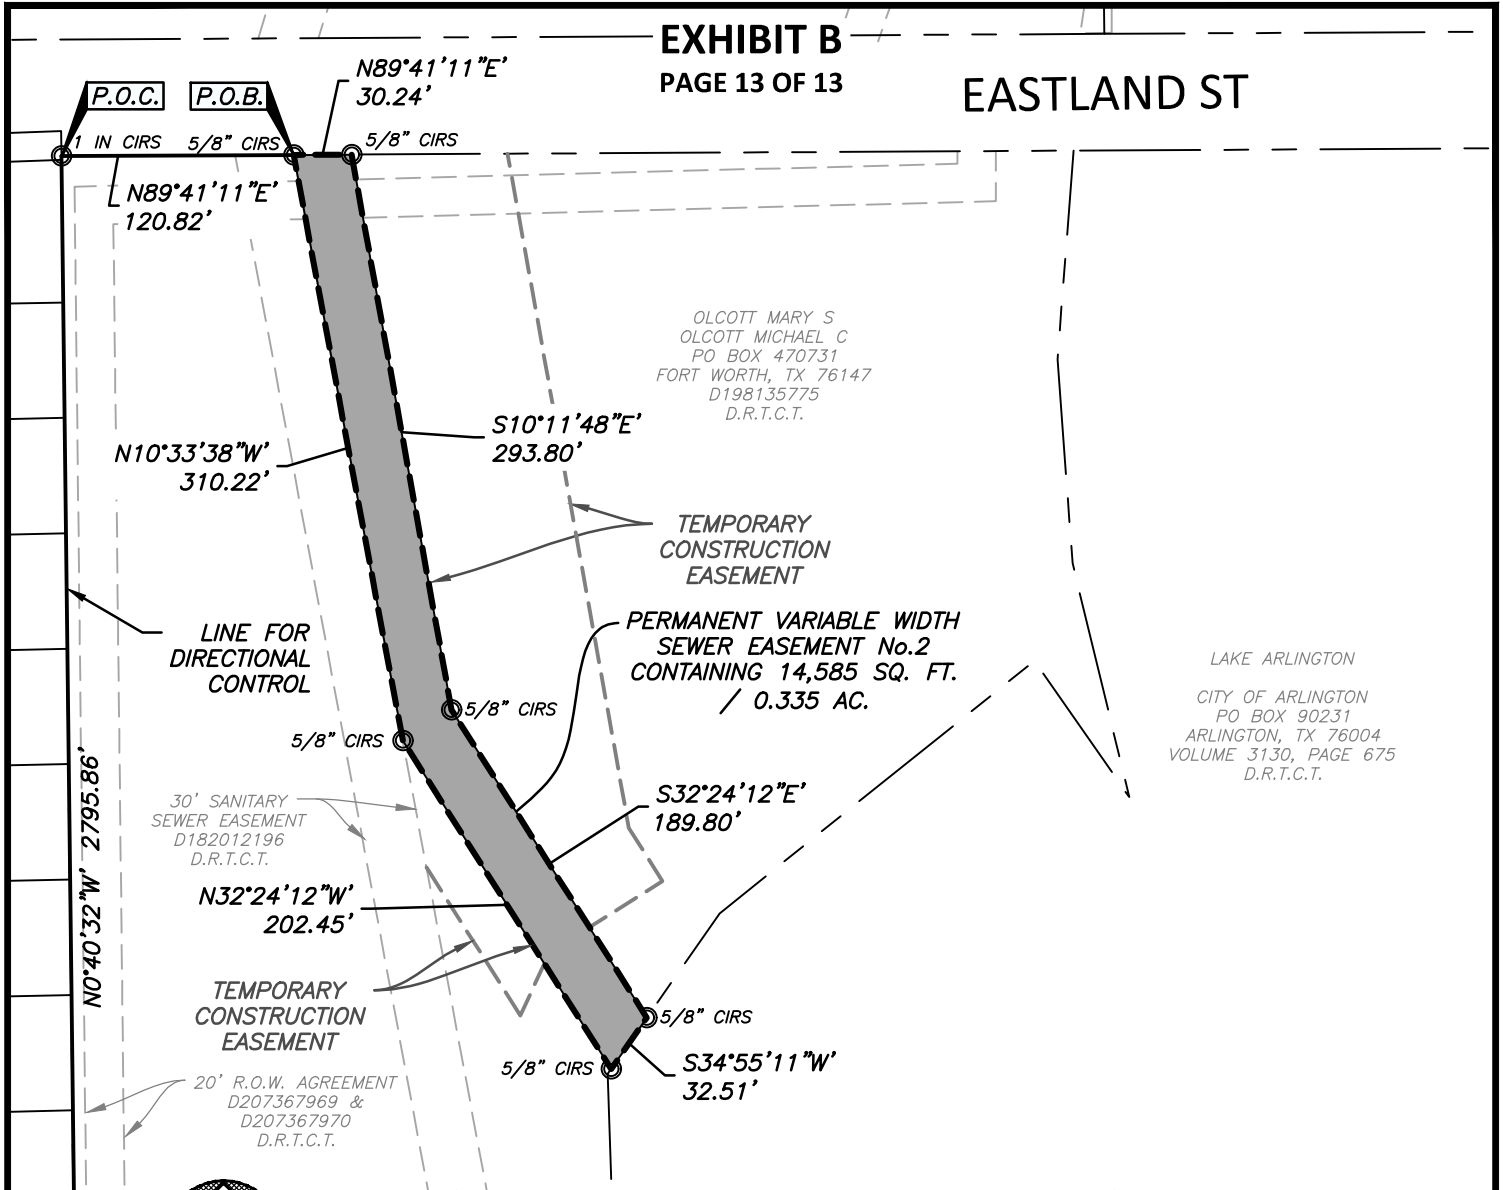 EXHIBIT B
PAGE 13 OF 13
EASTLAND ST
N89°41'11"E'
30.24'
P.O.C.
P.O.B.
1 IN CIRS
5/8" CIRS
5/8" CIRS
N89°41'11"E'
120.82'
OLCOTT MARY S
OLCOTT MICHAEL C
PO BOX 470731
FORT WORTH, TX 76147
D198135775
D.R.T.C.T.
S10°11'48"E'
293.80'
N10°33'38"W'
310.22'
TEMPORARY
CONSTRUCTION
EASEMENT
PERMANENT VARIABLE WIDTH
SEWER EASEMENT No.2
CONTAINING 14,585 SQ. FT.
/ 0.335 AC.
LINE FOR
DIRECTIONAL
CONTROL
LAKE ARLINGTON
CITY OF ARLINGTON
PO BOX 90231
ARLINGTON, TX 76004
VOLUME 3130, PAGE 675
D.R.T.C.T.
5/8" CIRS
5/8" CIRS
N0°40'32"W' 2795.86'
30' SANITARY
SEWER EASEMENT
D182012196
D.R.T.C.T.
S32°24'12"E'
189.80'
N32°24'12"W'
202.45'
TEMPORARY
CONSTRUCTION
EASEMENT
5/8" CIRS
5/8" CIRS
S34°55'11"W'
32.51'
20' R.O.W. AGREEMENT
D207367969 &
D207367970
D.R.T.C.T.